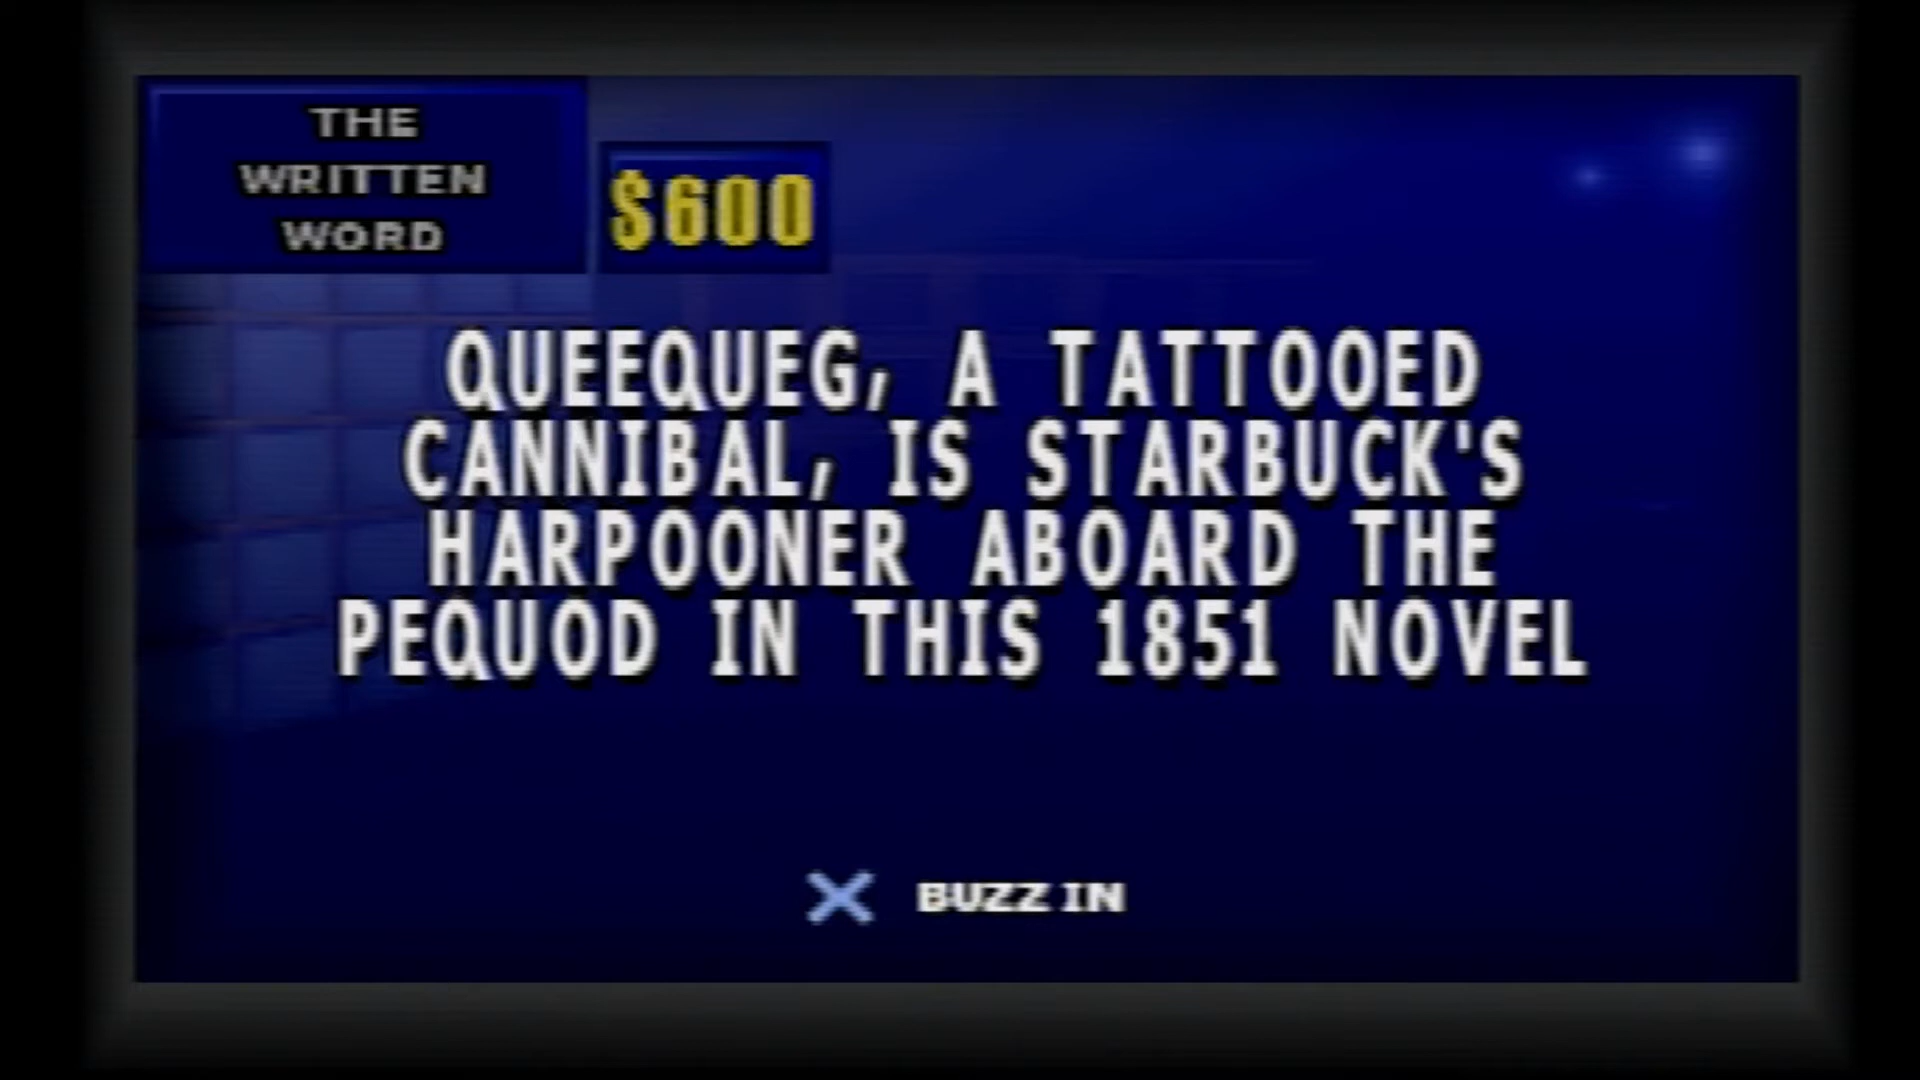 THE
WRITTEN
WORD
$600
QUEEQUEG, A TATTOOED
CANNIBAL, IS STARBUCK'S
HARPOONER ABOARD THE
PEQUOD IN THIS 1851 NOVEL
X BUZZ IN